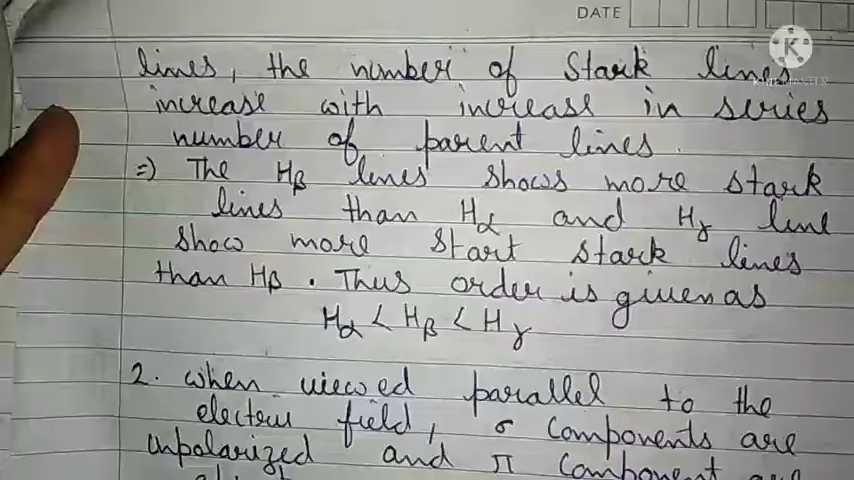 DATE
lines, the number of Stark lines
increase with increase in series
number of parent lines.
=) The Hβ lines shows more stark
lines than Hα and Hγ line
show more start stark lines
than Hβ. Thus order is given as
Hα < Hβ < Hγ
2. when viewed parallel to the
electric field, σ components are
unpolarized and π component are